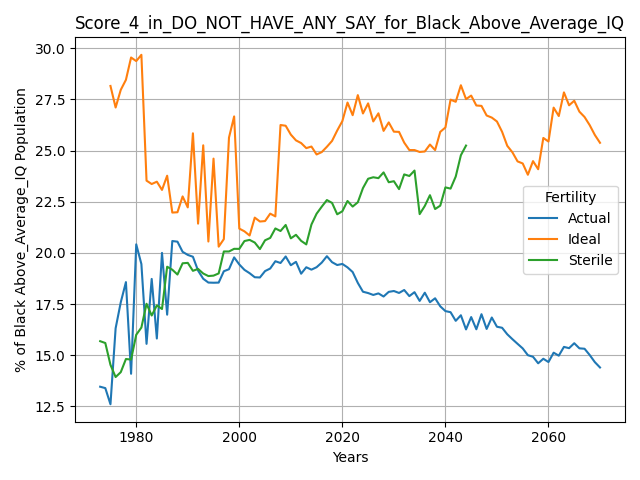 Score_4_in_DO_NOT_HAVE_ANY_SAY_for_Black_Above_Average_IQ
% of Black Above_Average_IQ Population
30.0
27.5
25.0
22.5
20.0
17.5
15.0
12.5
Fertility
Actual
Ideal
Sterile
1980
2000
2020
2040
2060
Years